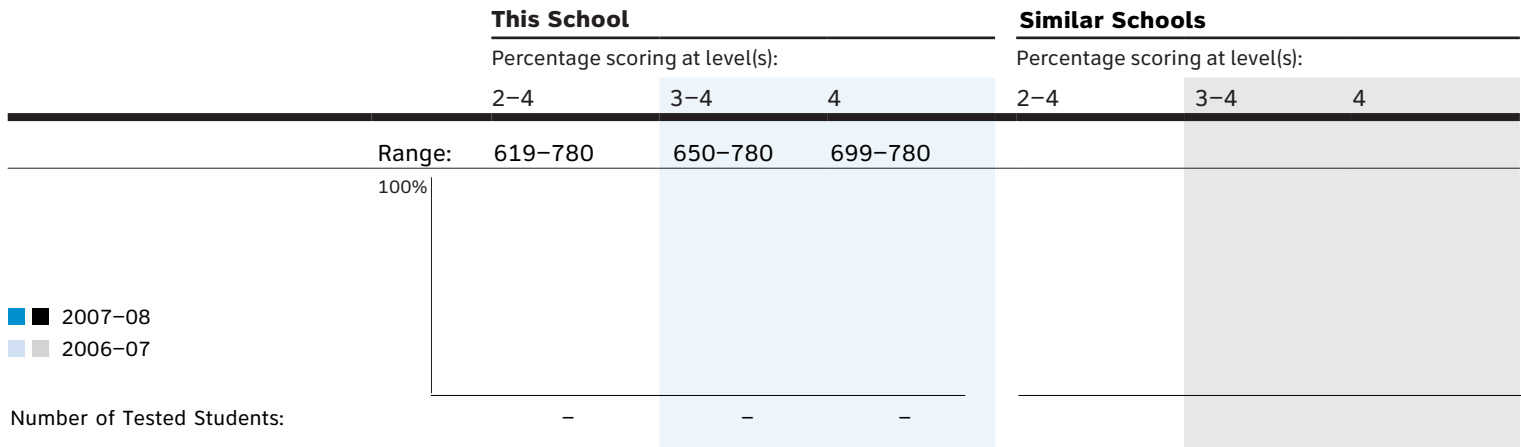 This School Similar Schools
Percentage scoring at level(s): Percentage scoring at level(s):
2–4 3–4 4 2–4 3–4 4
Range: 619–780 650–780 699–780
100%
2007–08
2006–07
Number of Tested Students: – – –